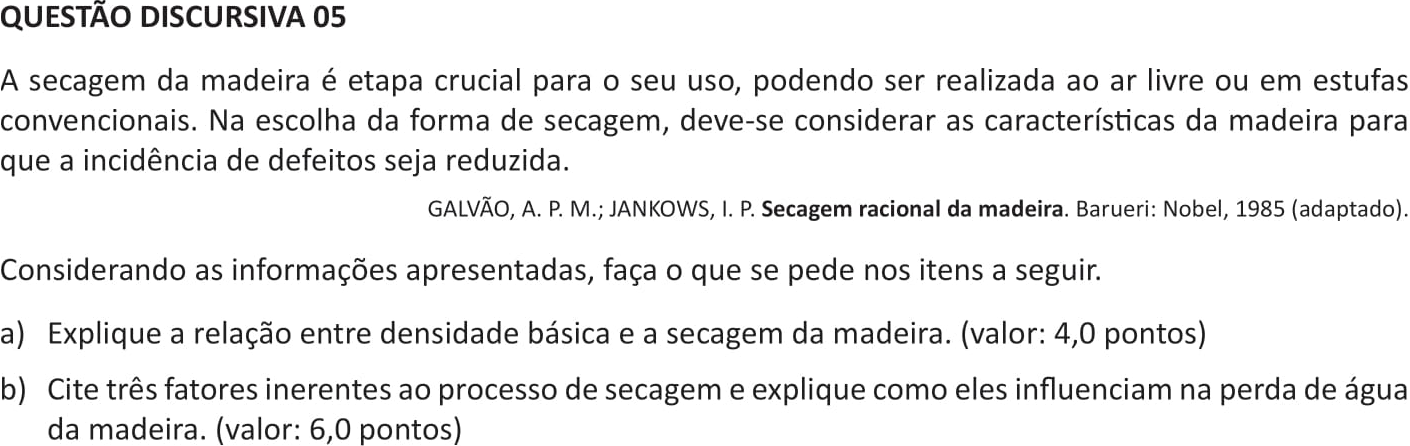 QUESTÃO DISCURSIVA 05
A secagem da madeira é etapa crucial para o seu uso, podendo ser realizada ao ar livre ou em estufas
convencionais. Na escolha da forma de secagem, deve-se considerar as características da madeira para
que a incidência de defeitos seja reduzida.
GALVÃO, A. P. M.; JANKOWS, I. P. Secagem racional da madeira. Barueri: Nobel, 1985 (adaptado).
Considerando as informações apresentadas, faça o que se pede nos itens a seguir.
a) Explique a relação entre densidade básica e a secagem da madeira. (valor: 4,0 pontos)
b) Cite três fatores inerentes ao processo de secagem e explique como eles influenciam na perda de água
da madeira. (valor: 6,0 pontos)